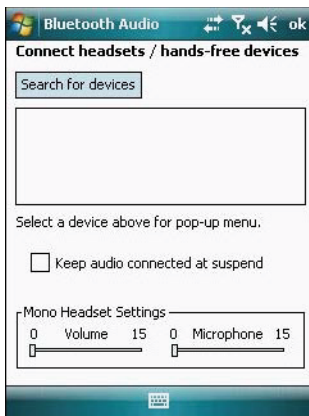 Bluetooth Audio ok
Connect headsets / hands-free devices
Search for devices
Select a device above for pop-up menu.
Keep audio connected at suspend
Mono Headset Settings
0 Volume 15 0 Microphone 15